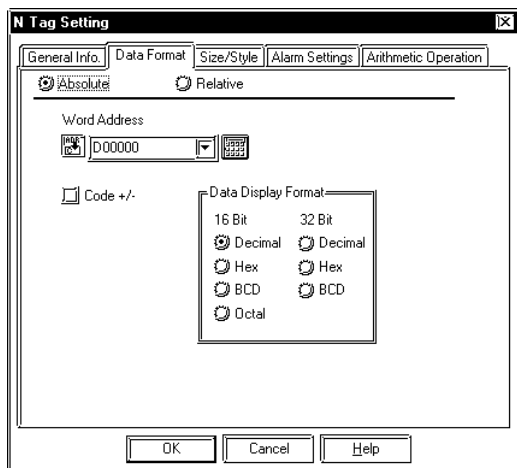 N Tag Setting
General Info. Data Format Size/Style Alarm Settings Arithmetic Operation
Absolute Relative
Word Address
ADR D00000
Code +/-
Data Display Format
16 Bit 32 Bit
Decimal Decimal
Hex Hex
BCD BCD
Octal
OK Cancel Help